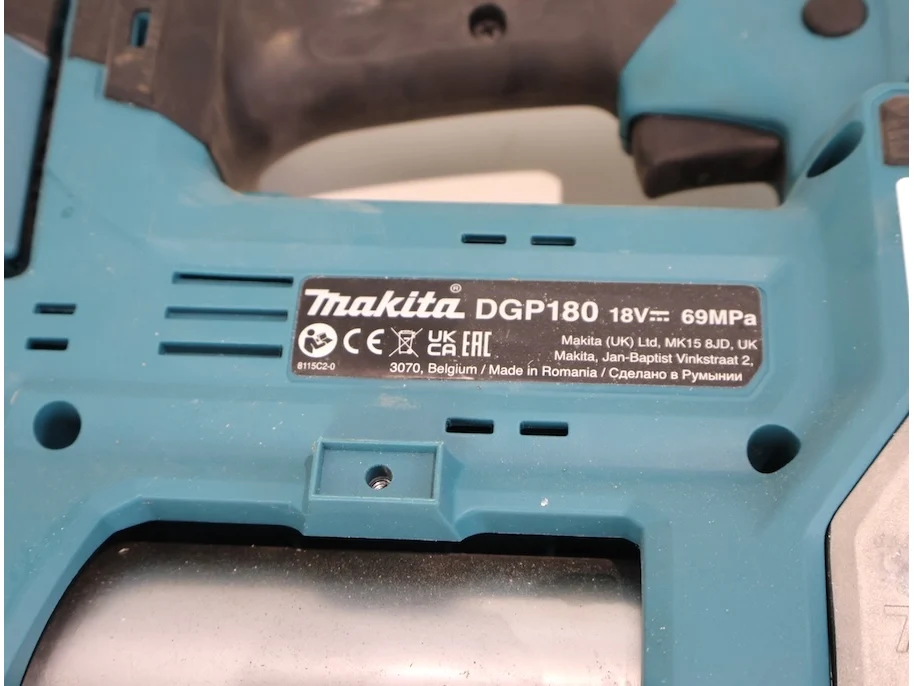 makita® DGP180 18V⎓ 69MPa
CE UK CA EAC
Makita (UK) Ltd, MK15 8JD, UK
Makita, Jan-Baptist Vinkstraat 2,
8115C2-0
3070, Belgium / Made in Romania / Сделано в Румынии